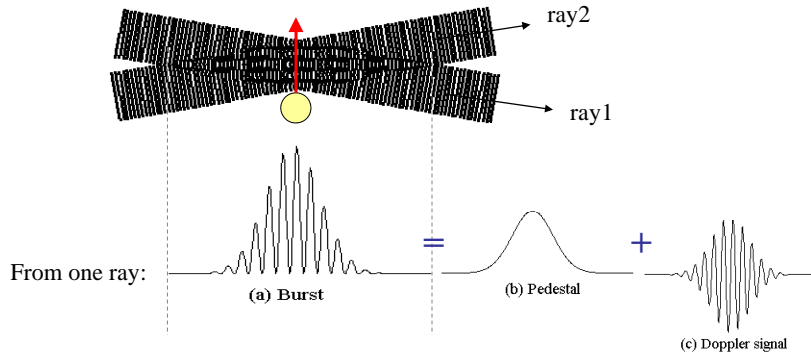 ray2
ray1
From one ray:
=
+
(a) Burst
(b) Pedestal
(c) Doppler signal